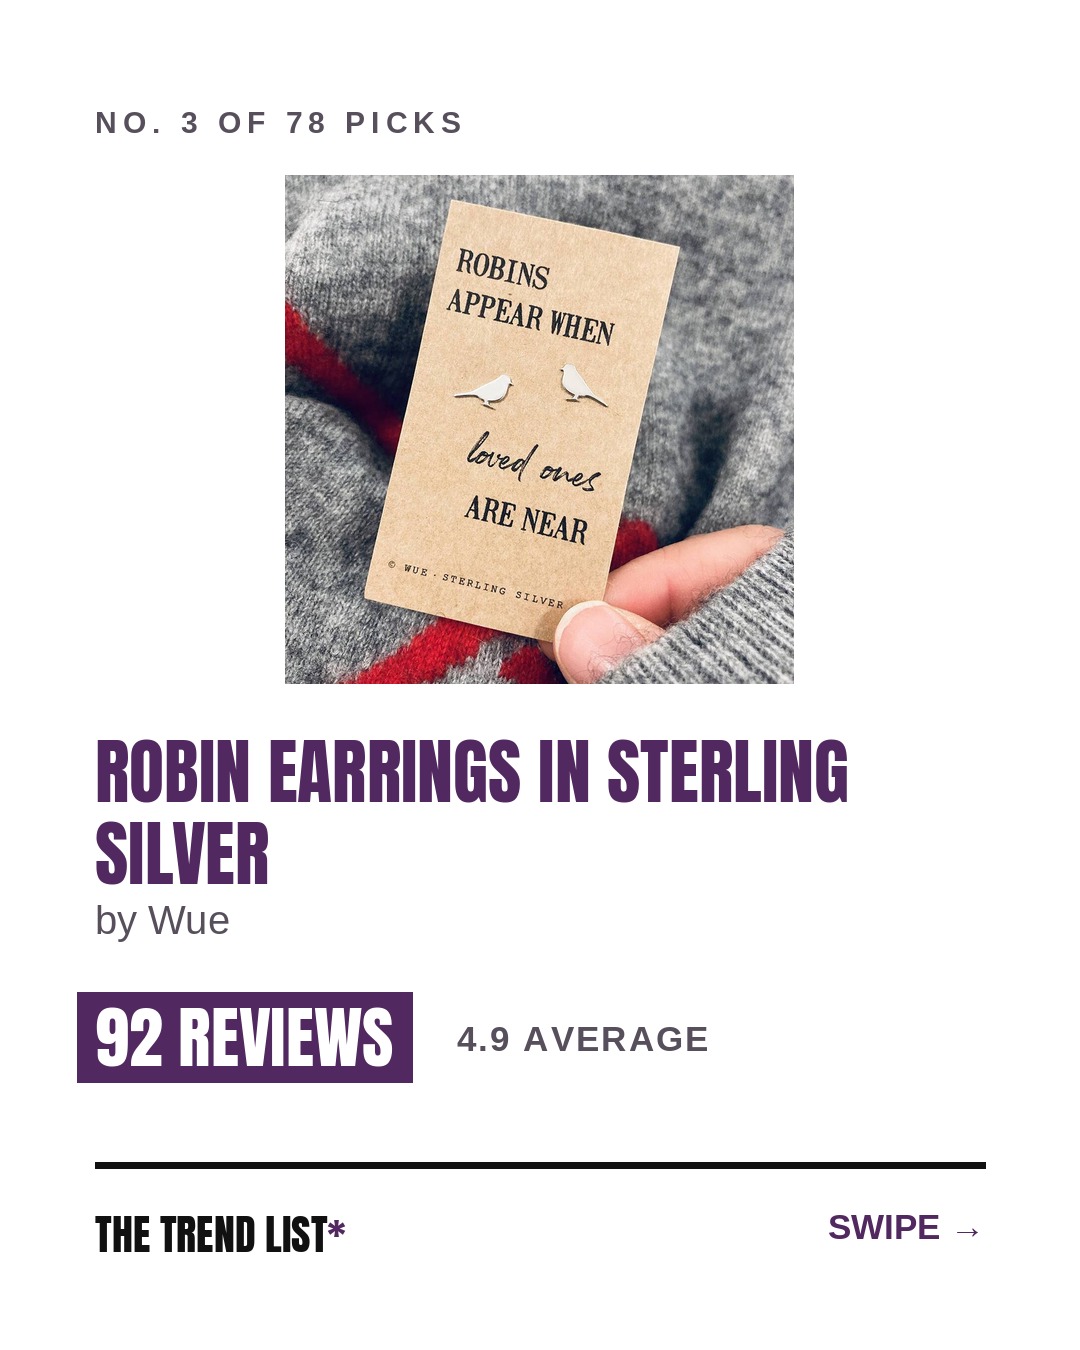 NO. 3 OF 78 PICKS
ROBINS
APPEAR WHEN
loved ones
ARE NEAR
© WUE · STERLING SILVER
ROBIN EARRINGS IN STERLING
SILVER
by Wue
92 REVIEWS
4.9 AVERAGE
THE TREND LIST*
SWIPE →